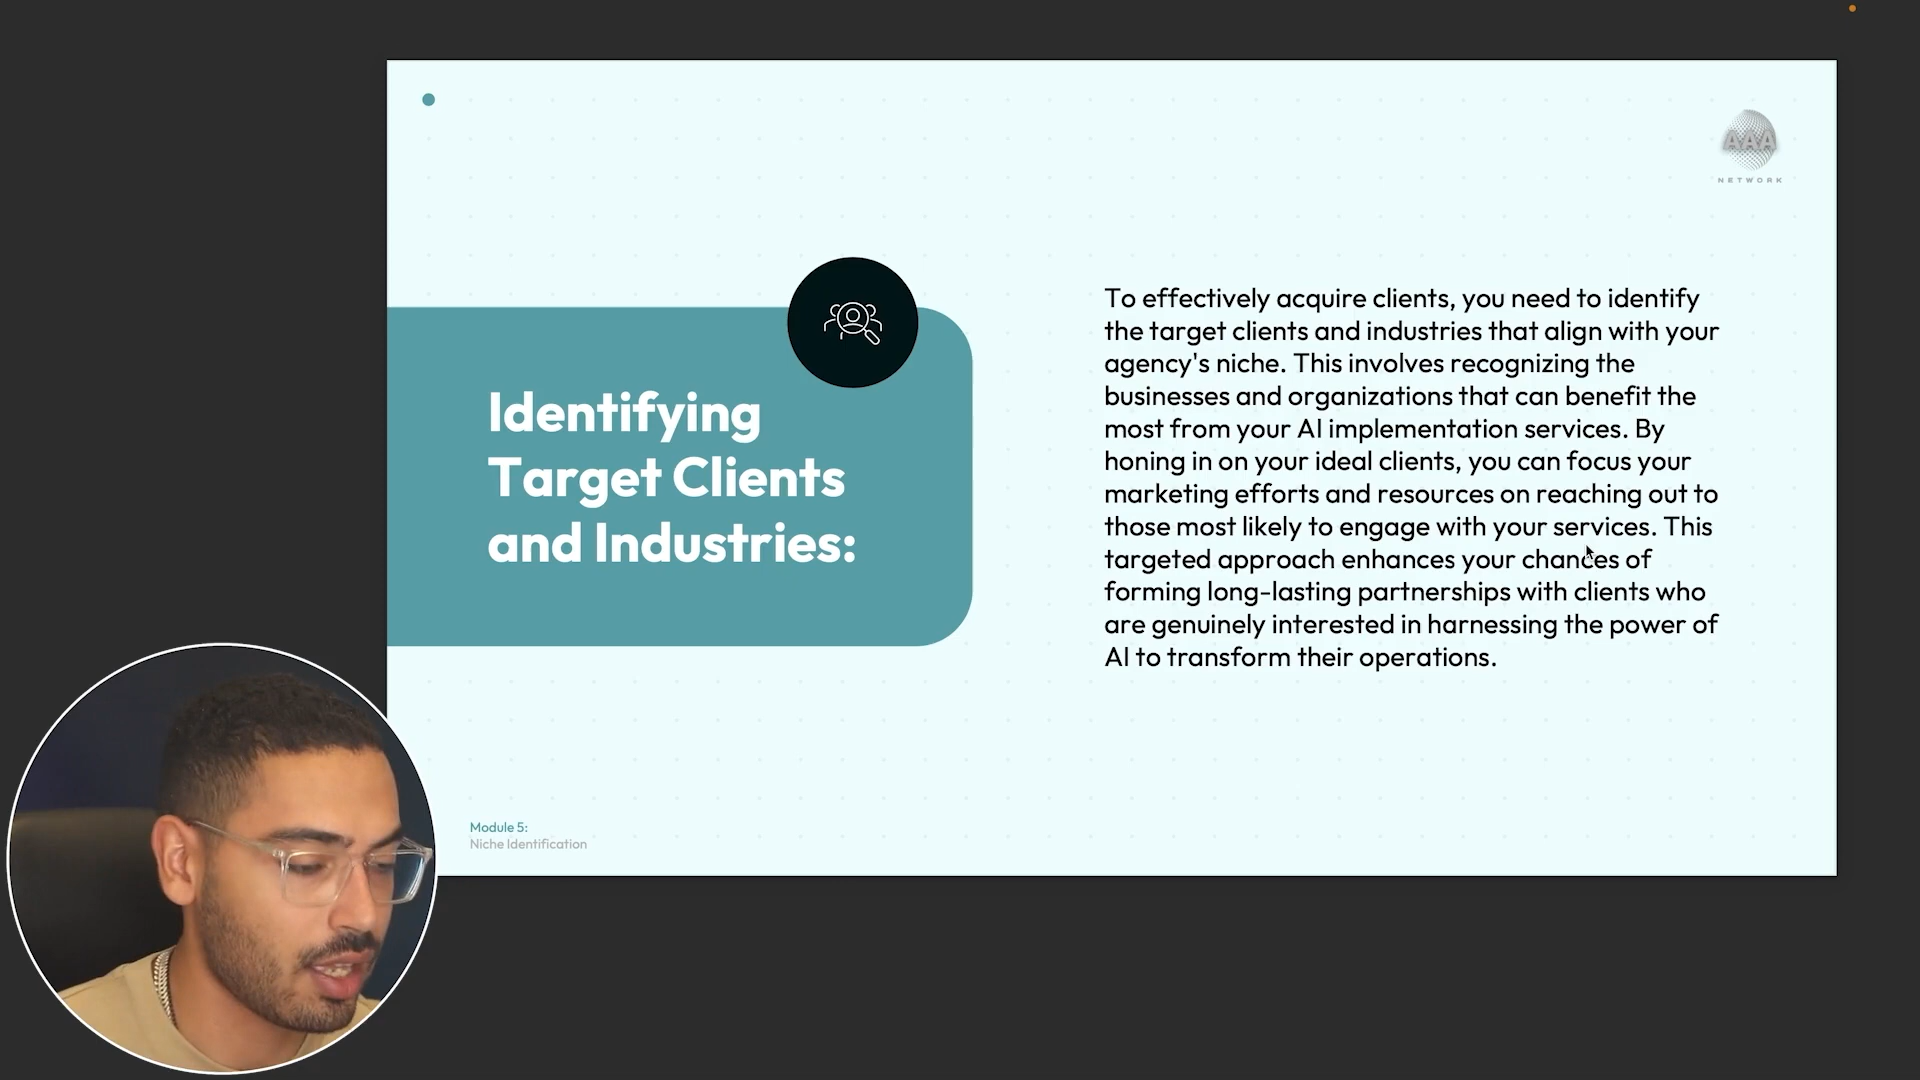 AAA
NETWORK
Identifying
Target Clients
and Industries:
To effectively acquire clients, you need to identify
the target clients and industries that align with your
agency's niche. This involves recognizing the
businesses and organizations that can benefit the
most from your AI implementation services. By
honing in on your ideal clients, you can focus your
marketing efforts and resources on reaching out to
those most likely to engage with your services. This
targeted approach enhances your chances of
forming long-lasting partnerships with clients who
are genuinely interested in harnessing the power of
AI to transform their operations.
Module 5:
Niche Identification